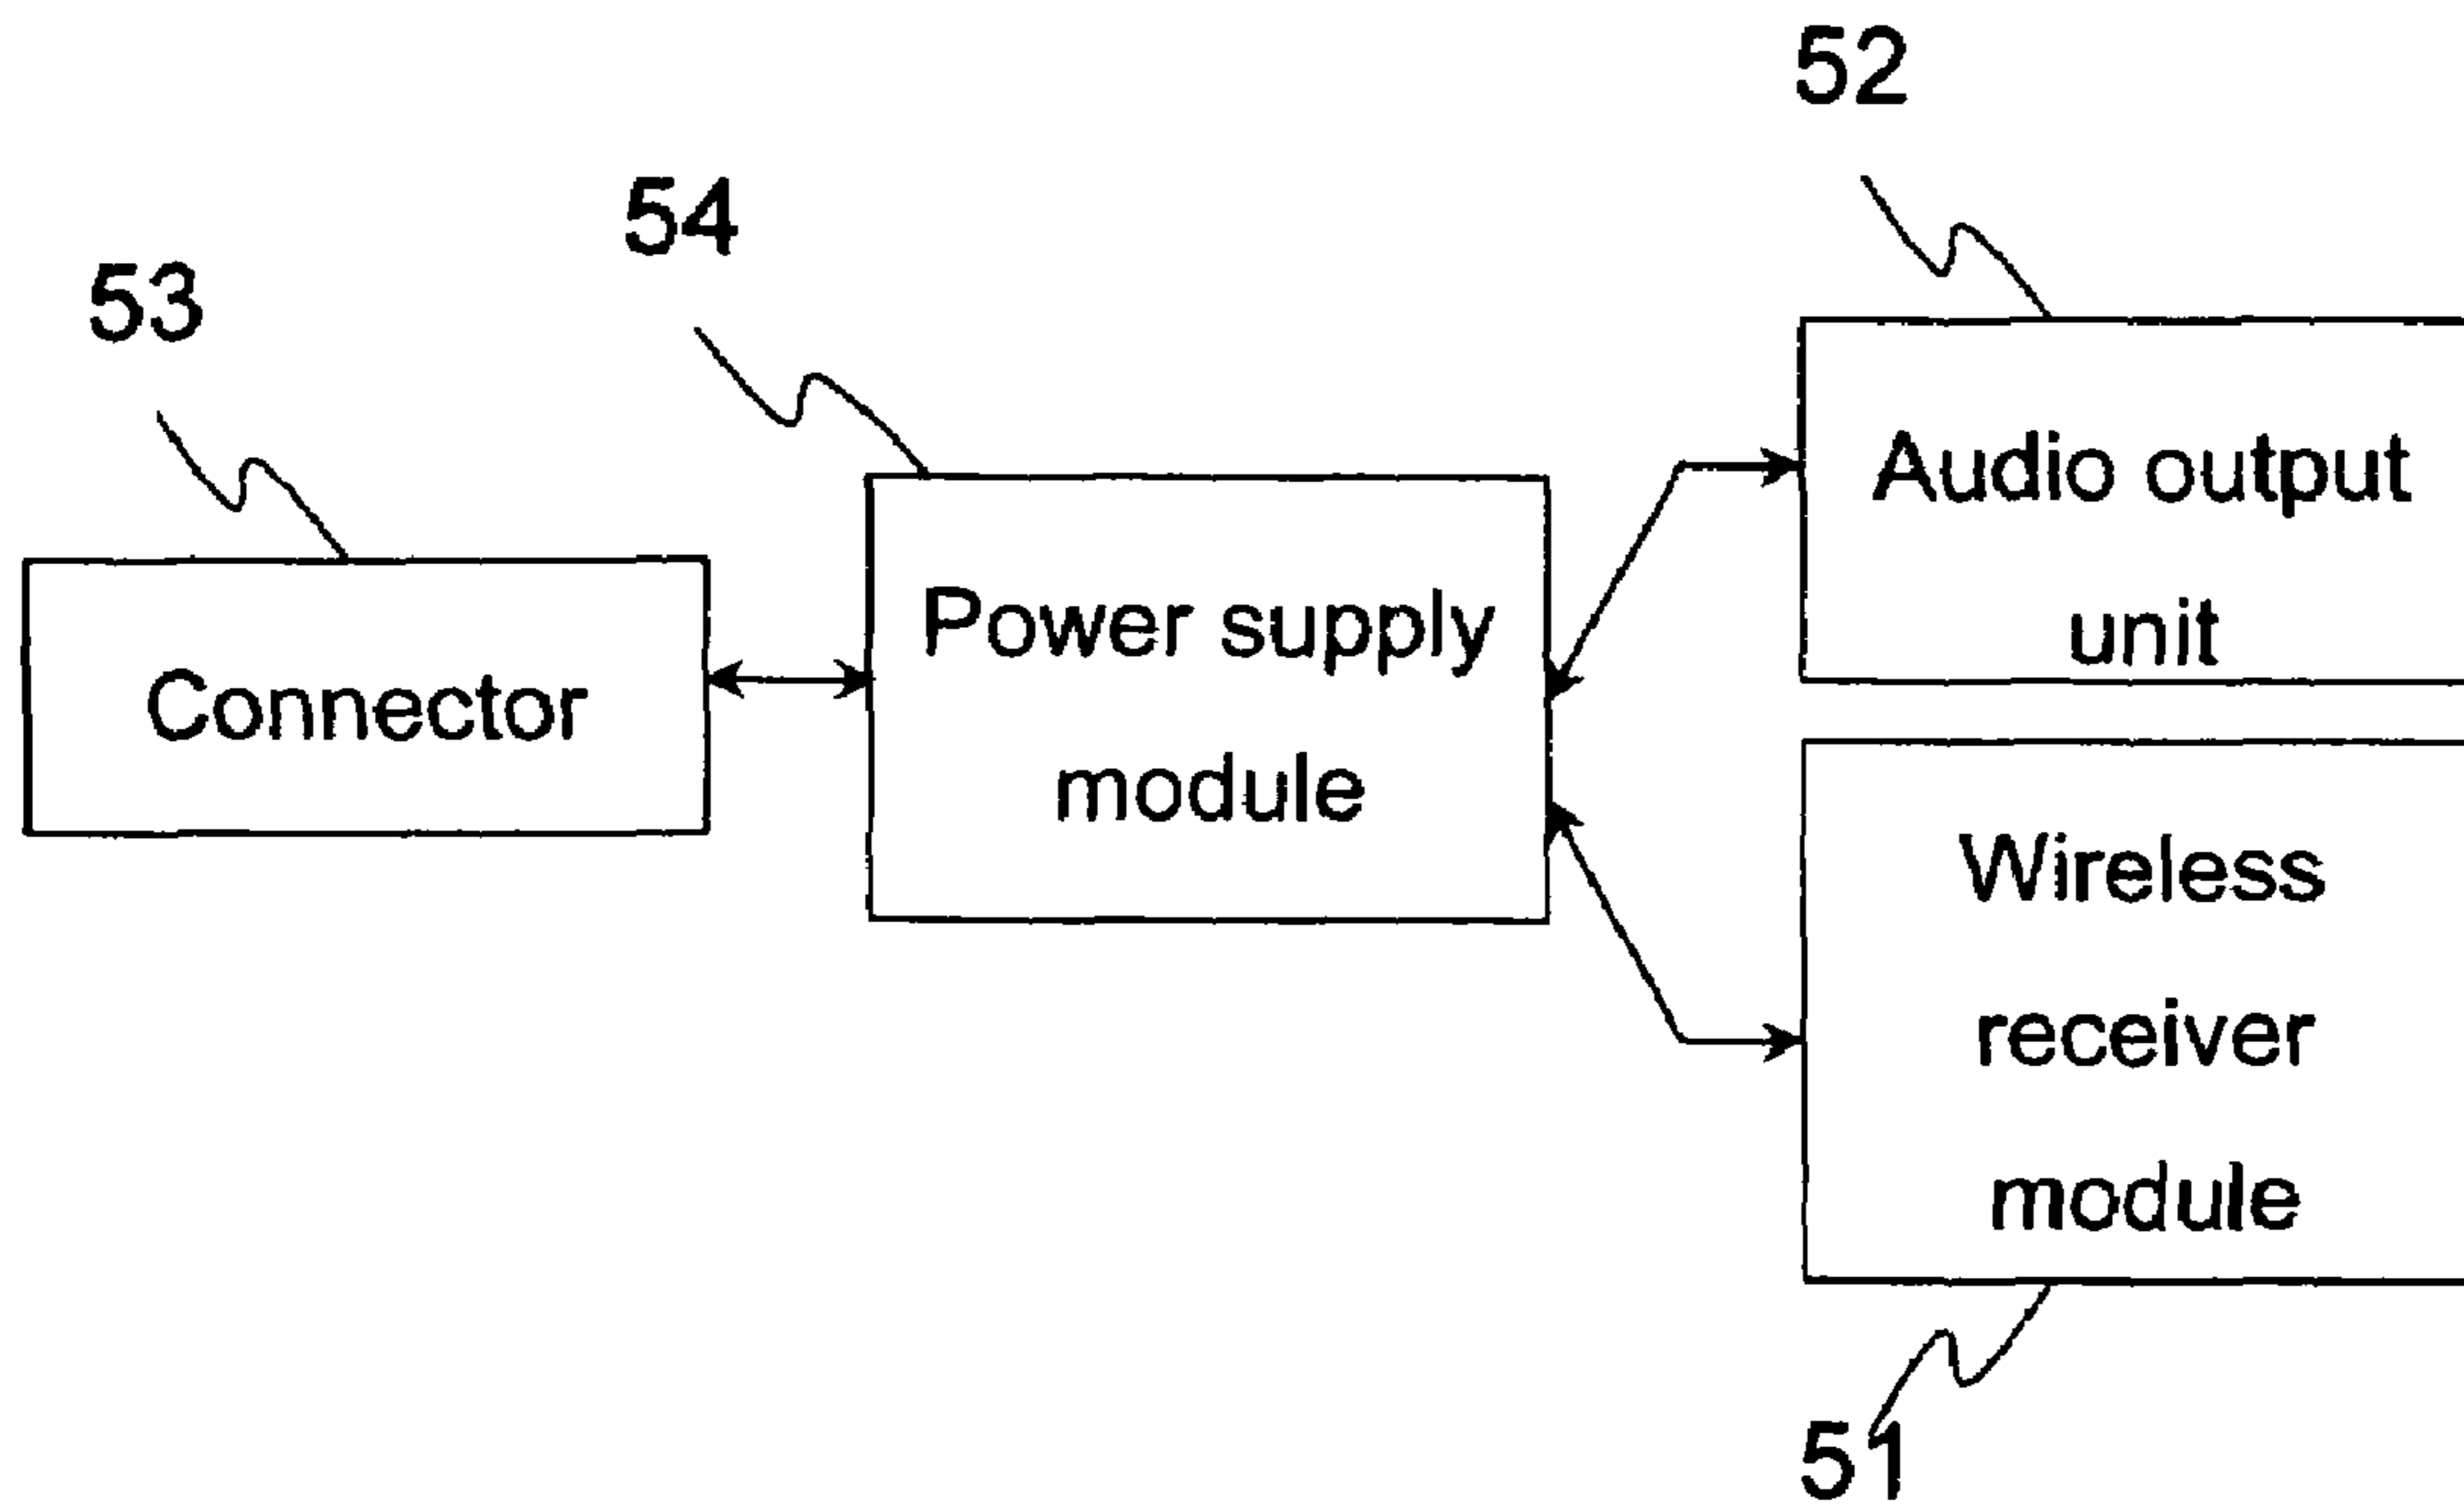 52
54
53
Audio output
unit
Power supply
module
Connector
Wireless
receiver
module
51